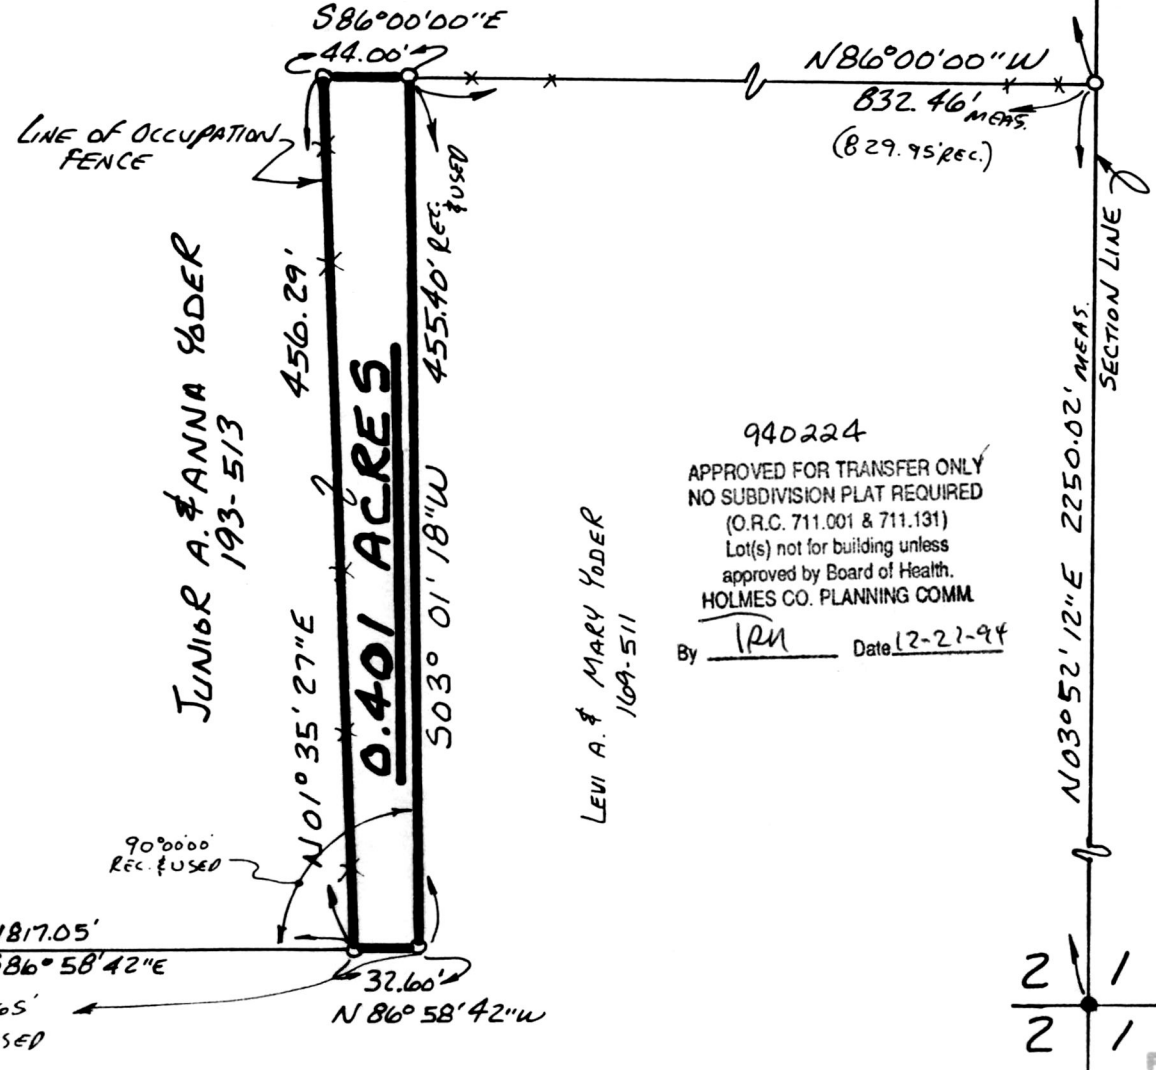 S86°00'00"E
44.00'
N86°00'00"W
832.46' MEAS.
(829.95' REC.)
LINE OF OCCUPATION
FENCE
JUNIOR A. & ANNA YODER
193-513
456.29'
N01° 35' 27"E
0.401 ACRES
455.40' REC.
& USED
S03° 01' 18"W
LEVI A. & MARY YODER
169-511
940224
APPROVED FOR TRANSFER ONLY
NO SUBDIVISION PLAT REQUIRED
(O.R.C. 711.001 & 711.131)
Lot(s) not for building unless
approved by Board of Health.
HOLMES CO. PLANNING COMM.
By Date 12-27-94
SECTION LINE
N03°52'12"E 2250.02' MEAS.
90°00'00"
REC. & USED
1817.05'
86° 58' 42"E
32.60'
N 86° 58' 42"W
2 1
2 1